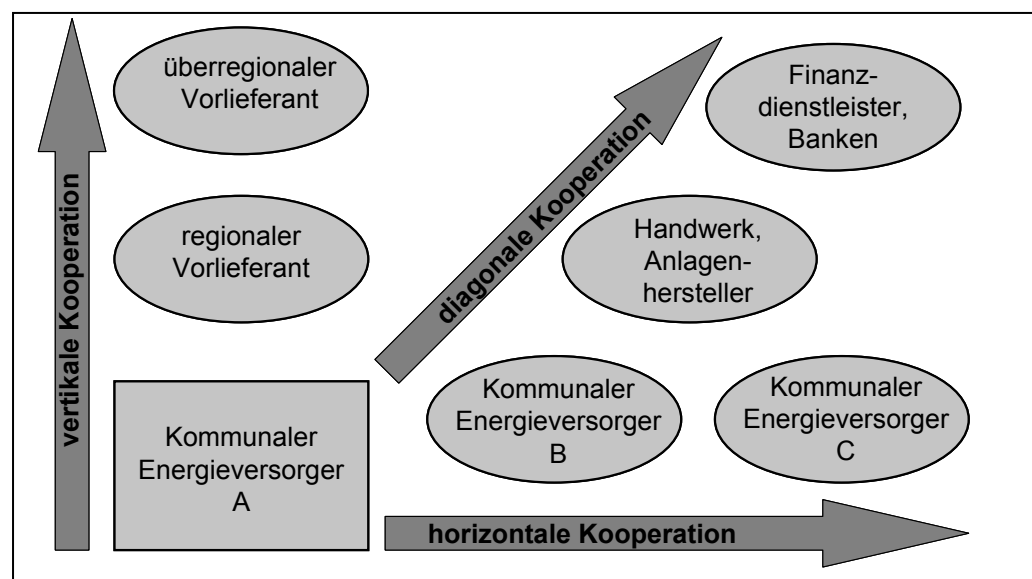 überregionaler
Vorlieferant
regionaler
Vorlieferant
vertikale Kooperation
Kommunaler
Energieversorger
A
diagonale Kooperation
Finanz-
dienstleister,
Banken
Handwerk,
Anlagen-
hersteller
Kommunaler
Energieversorger
B
Kommunaler
Energieversorger
C
horizontale Kooperation